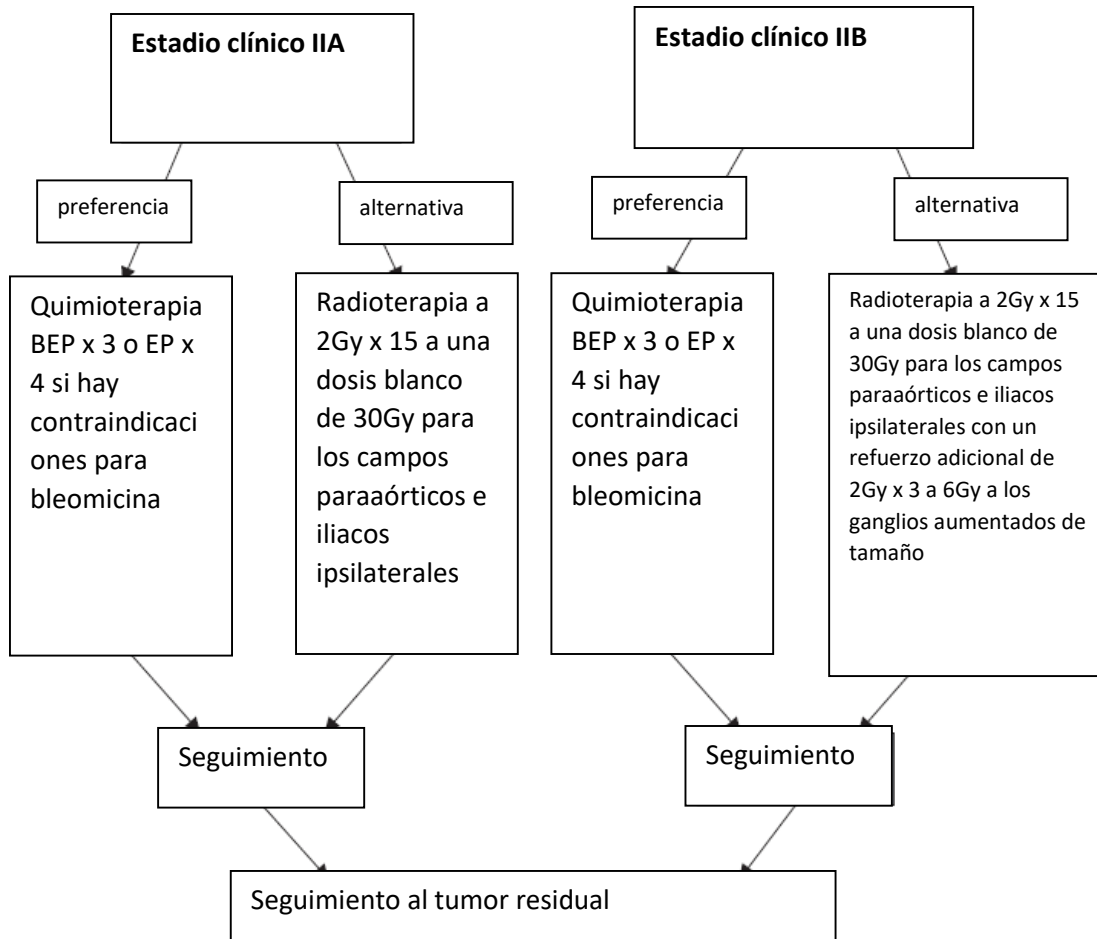 Estadio clínico IIA
Estadio clínico IIB
preferencia
alternativa
preferencia
alternativa
Quimioterapia
BEP x 3 o EP x
4 si hay
contraindicaci
ones para
bleomicina
Radioterapia a
2Gy x 15 a una
dosis blanco
de 30Gy para
los campos
paraaórticos e
iliacos
ipsilaterales
Quimioterapia
BEP x 3 o EP x
4 si hay
contraindicaci
ones para
bleomicina
Radioterapia a 2Gy x 15
a una dosis blanco de
30Gy para los campos
paraaórticos e iliacos
ipsilaterales con un
refuerzo adicional de
2Gy x 3 a 6Gy a los
ganglios aumentados de
tamaño
Seguimiento
Seguimiento
Seguimiento al tumor residual